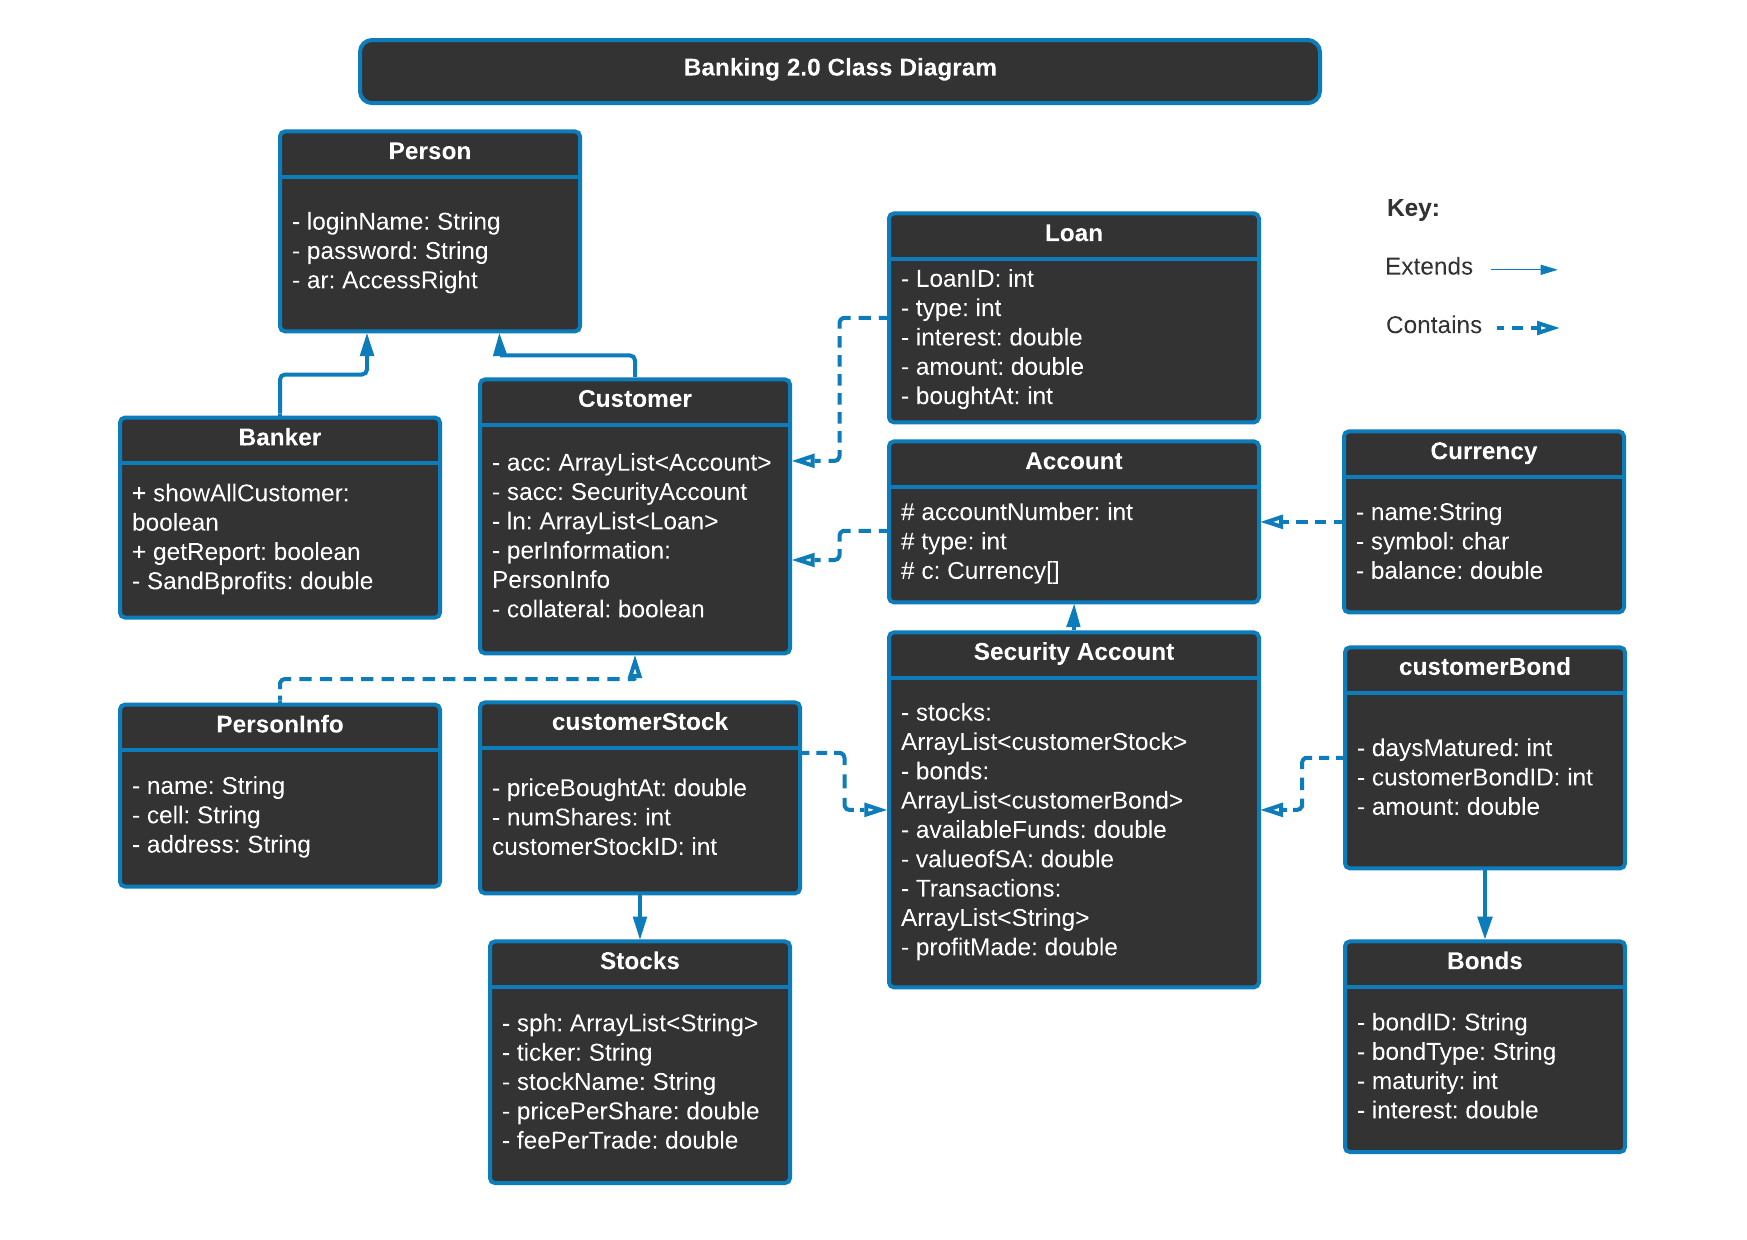 Banking 2.0 Class Diagram
Person
- loginName: String
- password: String
- ar: AccessRight
Key:
Extends
Contains
Loan
- LoanID: int
- type: int
- interest: double
- amount: double
- boughtAt: int
Banker
+ showAllCustomer:
boolean
+ getReport: boolean
- SandBprofits: double
Customer
- acc: ArrayList<Account>
- sacc: SecurityAccount
- ln: ArrayList<Loan>
- perInformation:
PersonInfo
- collateral: boolean
Account
# accountNumber: int
# type: int
# c: Currency[]
Currency
- name:String
- symbol: char
- balance: double
PersonInfo
- name: String
- cell: String
- address: String
customerStock
- priceBoughtAt: double
- numShares: int
customerStockID: int
Security Account
- stocks:
ArrayList<customerStock>
- bonds:
ArrayList<customerBond>
- availableFunds: double
- valueofSA: double
- Transactions:
ArrayList<String>
- profitMade: double
customerBond
- daysMatured: int
- customerBondID: int
- amount: double
Stocks
- sph: ArrayList<String>
- ticker: String
- stockName: String
- pricePerShare: double
- feePerTrade: double
Bonds
- bondID: String
- bondType: String
- maturity: int
- interest: double